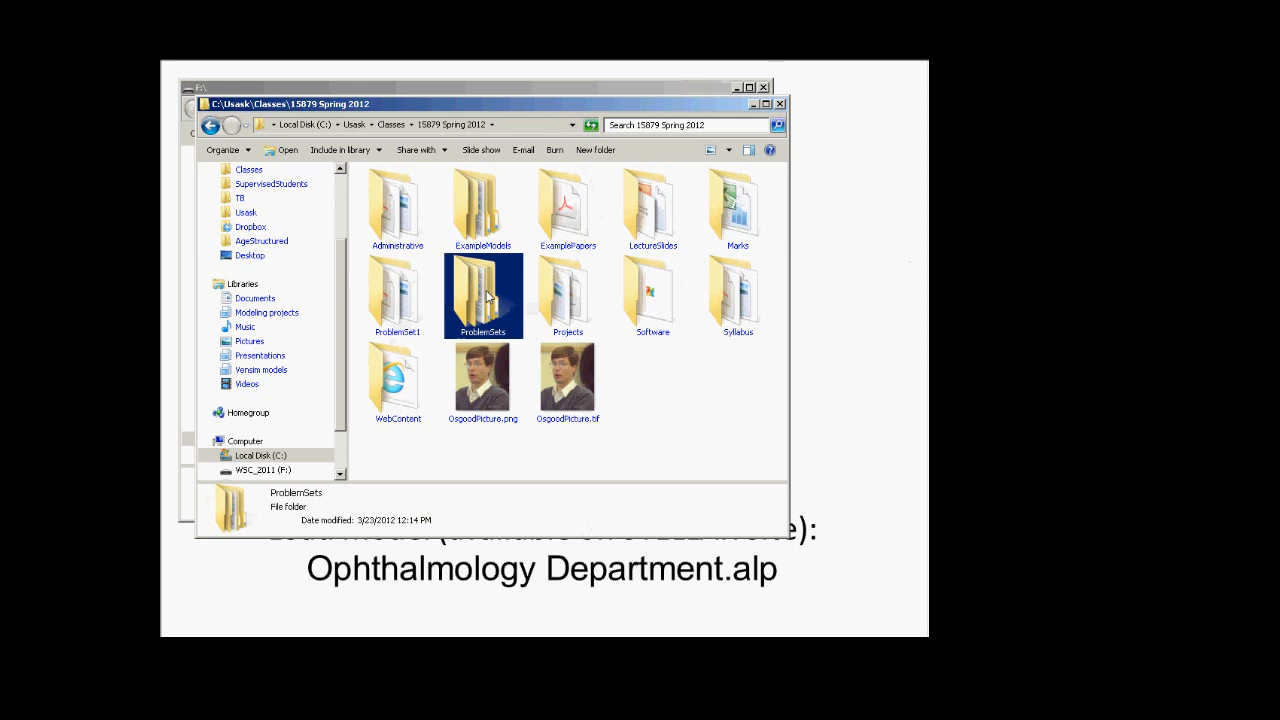 F:\
C:\Usask\Classes\15879 Spring 2012
Local Disk (C:) Usask Classes 15879 Spring 2012
Search 15879 Spring 2012
Organize Open Include in library Share with Slide show E-mail Burn New folder
Classes
SupervisedStudents
TB
Usask
Dropbox
AgeStructured
Desktop
Libraries
Documents
Modeling projects
Music
Pictures
Presentations
Vensim models
Videos
Homegroup
Computer
Local Disk (C:)
WSC_2011 (F:)
Administrative ExampleModels ExamplePapers LectureSlides Marks
ProblemSet1 ProblemSets Projects Software Syllabus
WebContent OsgoodPicture.png OsgoodPicture.tif
ProblemSets
File folder
Date modified: 3/23/2012 12:14 PM
Ophthalmology Department.alp